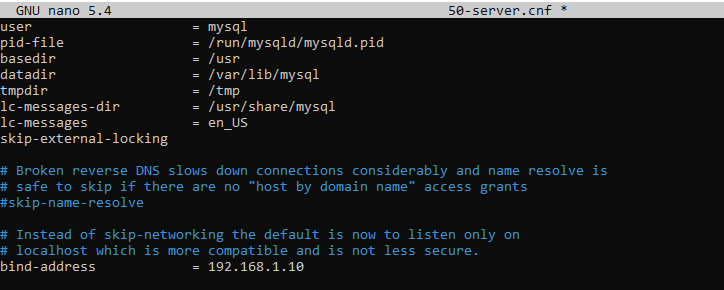 GNU nano 5.4 50-server.cnf *
user = mysql
pid-file = /run/mysqld/mysqld.pid
basedir = /usr
datadir = /var/lib/mysql
tmpdir = /tmp
lc-messages-dir = /usr/share/mysql
lc-messages = en_US
skip-external-locking
# Broken reverse DNS slows down connections considerably and name resolve is
# safe to skip if there are no "host by domain name" access grants
#skip-name-resolve
# Instead of skip-networking the default is now to listen only on
# localhost which is more compatible and is not less secure.
bind-address = 192.168.1.10